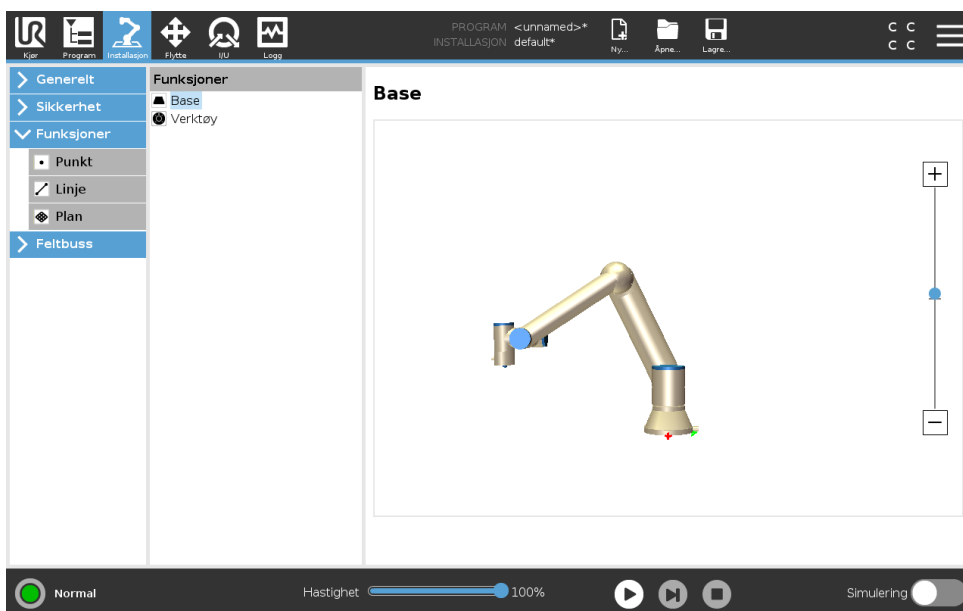 UR
Kjør
Program
Installasjon
Flytte
I/U
Logg
PROGRAM <unnamed>*
INSTALLASJON default*
Ny...
Åpne...
Lagre...
C C
C C
Generelt
Sikkerhet
Funksjoner
Punkt
Linje
Plan
Feltbuss
Funksjoner
Base
Verktøy
Base
Normal
Hastighet
100%
Simulering